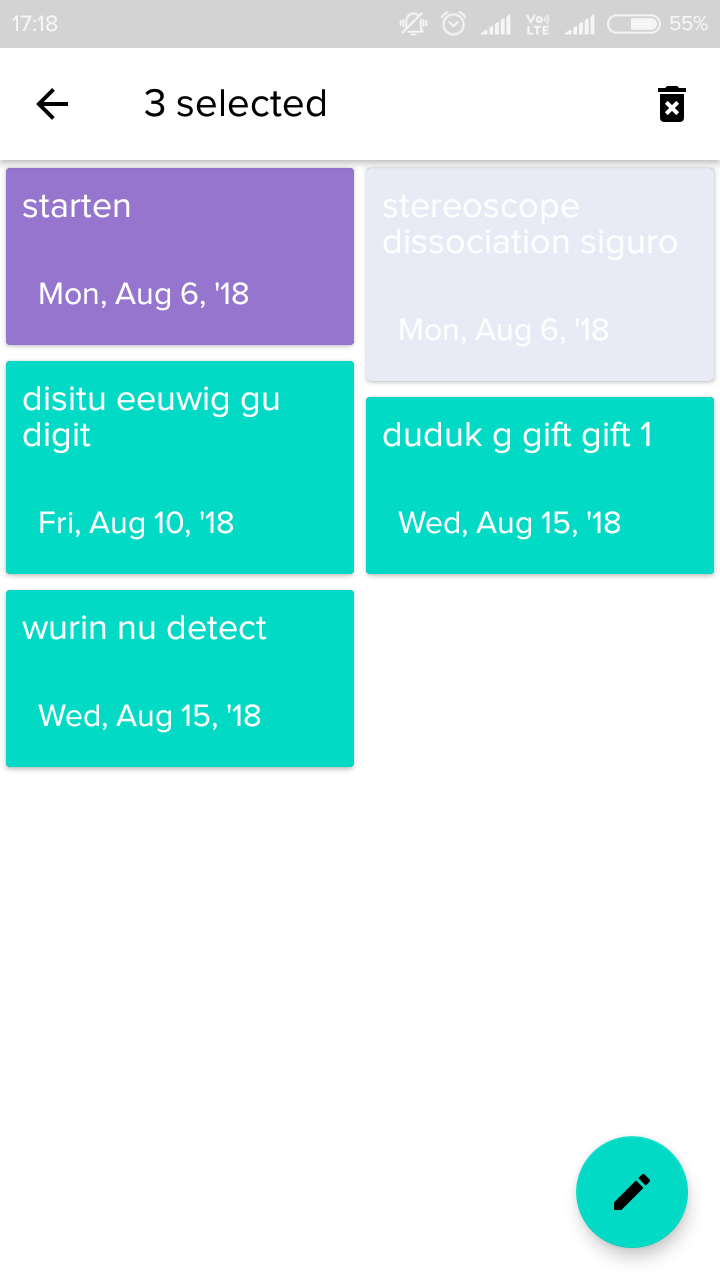 17:18
Vo))
LTE
55%
3 selected
starten
Mon, Aug 6, '18
stereoscope
dissociation siguro
Mon, Aug 6, '18
disitu eeuwig gu
digit
Fri, Aug 10, '18
duduk g gift gift 1
Wed, Aug 15, '18
wurin nu detect
Wed, Aug 15, '18